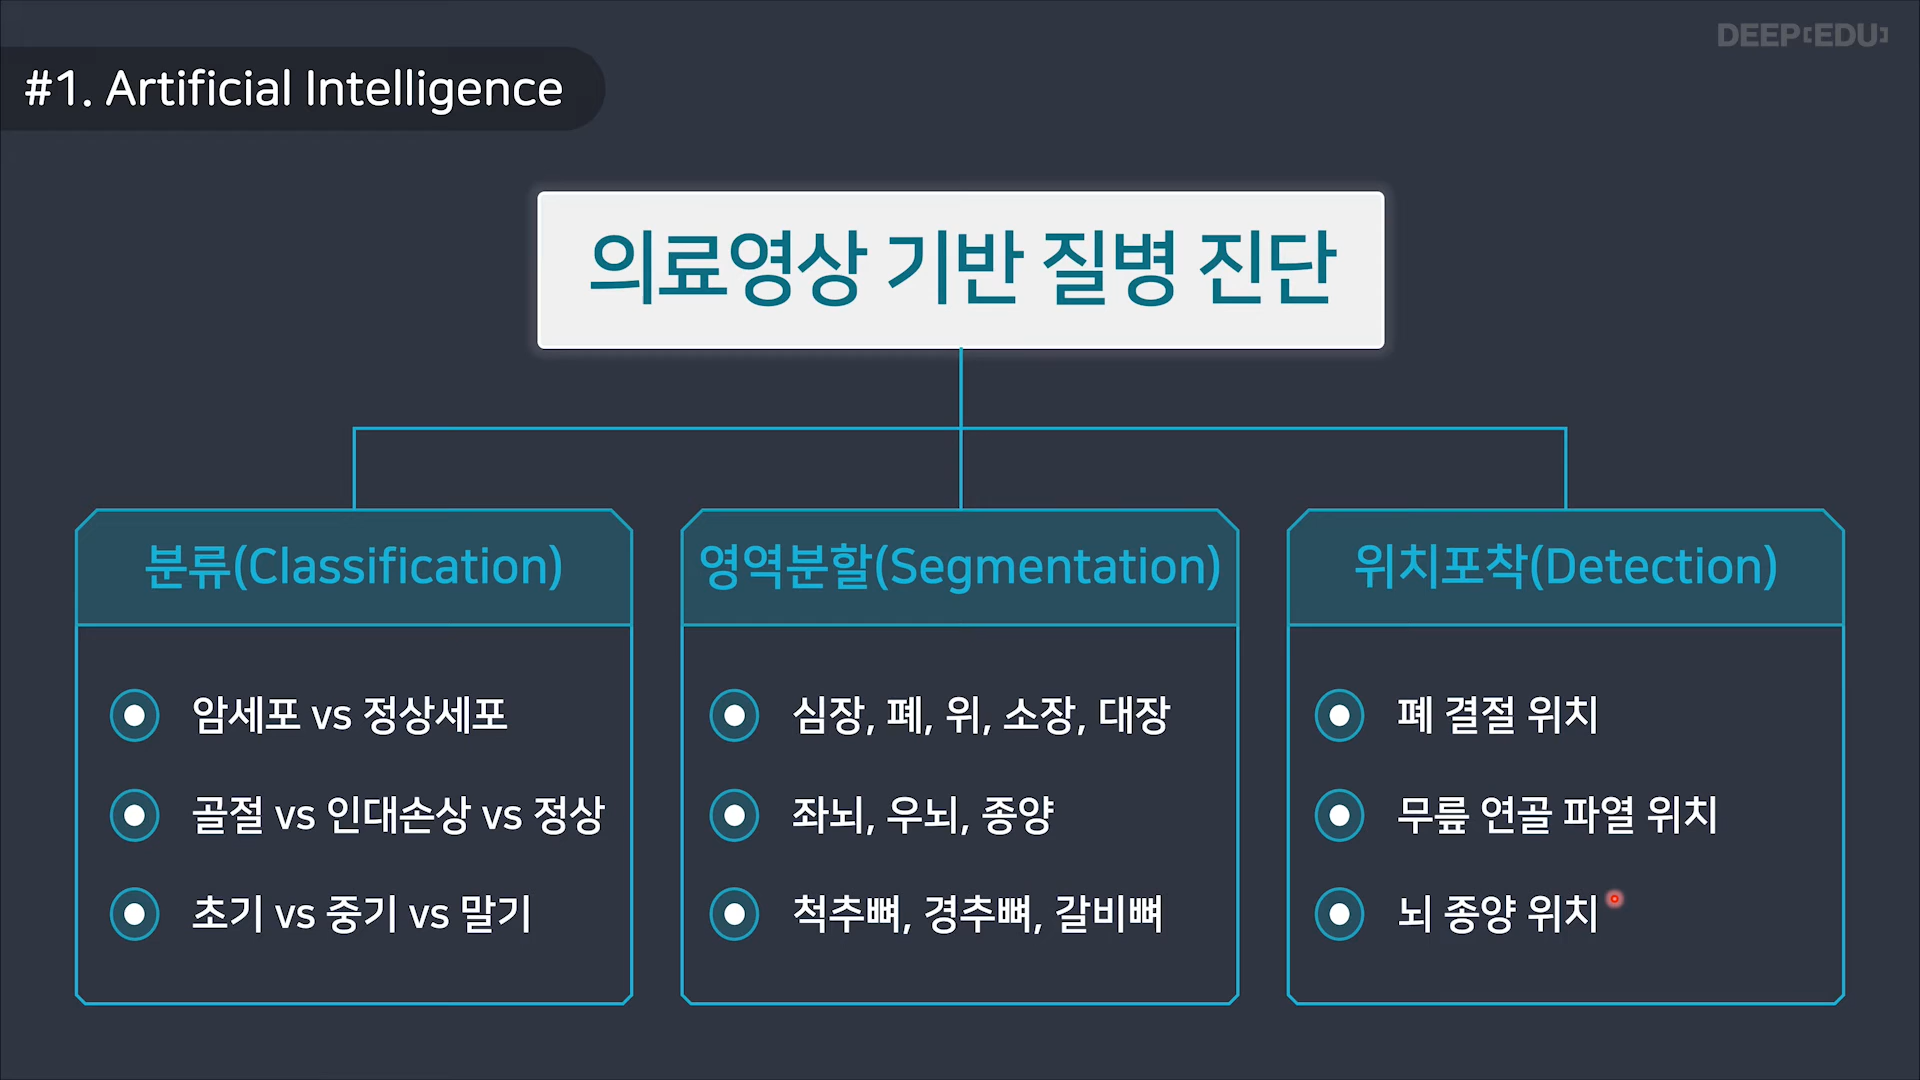 DEEP[EDU]
#1. Artificial Intelligence
의료영상 기반 질병 진단
분류(Classification)
암세포 vs 정상세포
골절 vs 인대손상 vs 정상
초기 vs 중기 vs 말기
영역분할(Segmentation)
심장, 폐, 위, 소장, 대장
좌뇌, 우뇌, 종양
척추뼈, 경추뼈, 갈비뼈
위치포착(Detection)
폐 결절 위치
무릎 연골 파열 위치
뇌 종양 위치